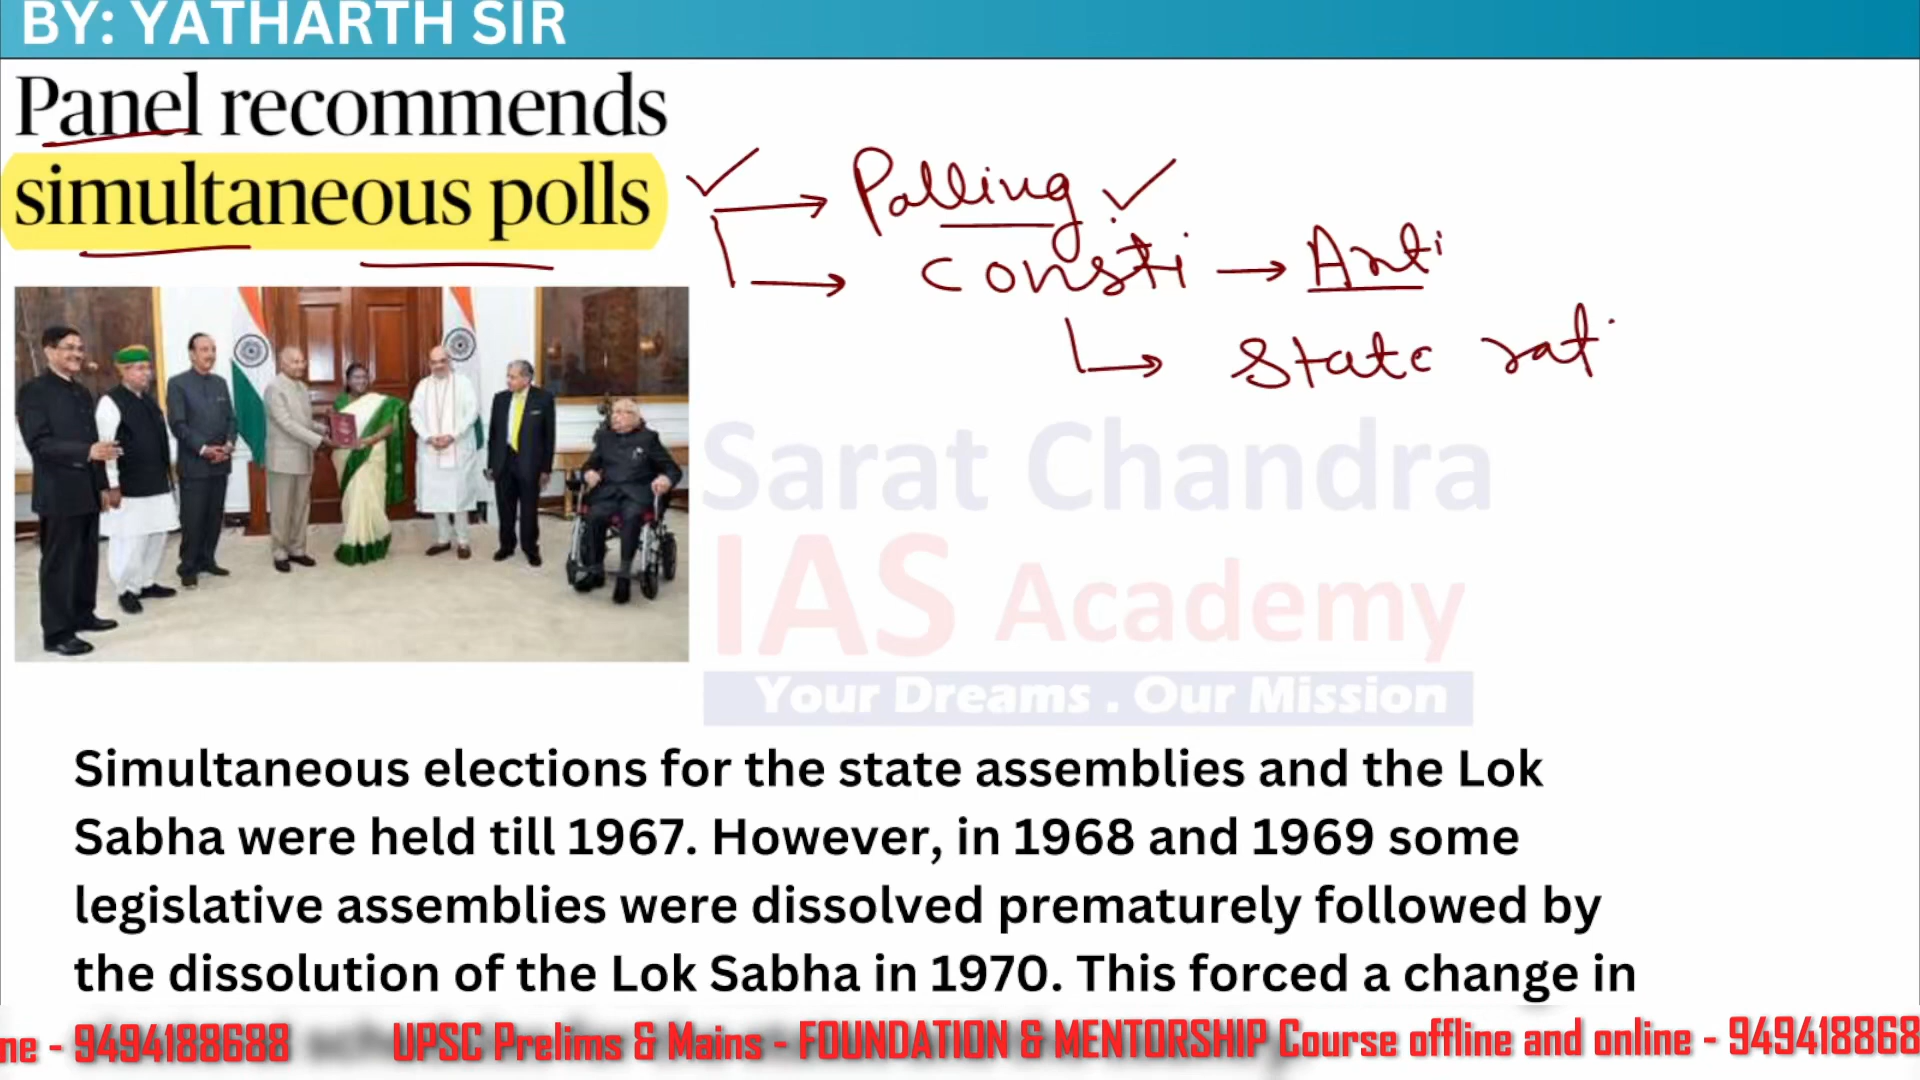 BY: YATHARTH SIR
Panel recommends
simultaneous polls
Polling
consti → Arti
State rati
Sarat Chandra
IAS Academy
Your Dreams . Our Mission
Simultaneous elections for the state assemblies and the Lok
Sabha were held till 1967. However, in 1968 and 1969 some
legislative assemblies were dissolved prematurely followed by
the dissolution of the Lok Sabha in 1970. This forced a change in
ne - 9494188688 UPSC Prelims & Mains - FOUNDATION & MENTORSHIP Course offline and online - 949418868